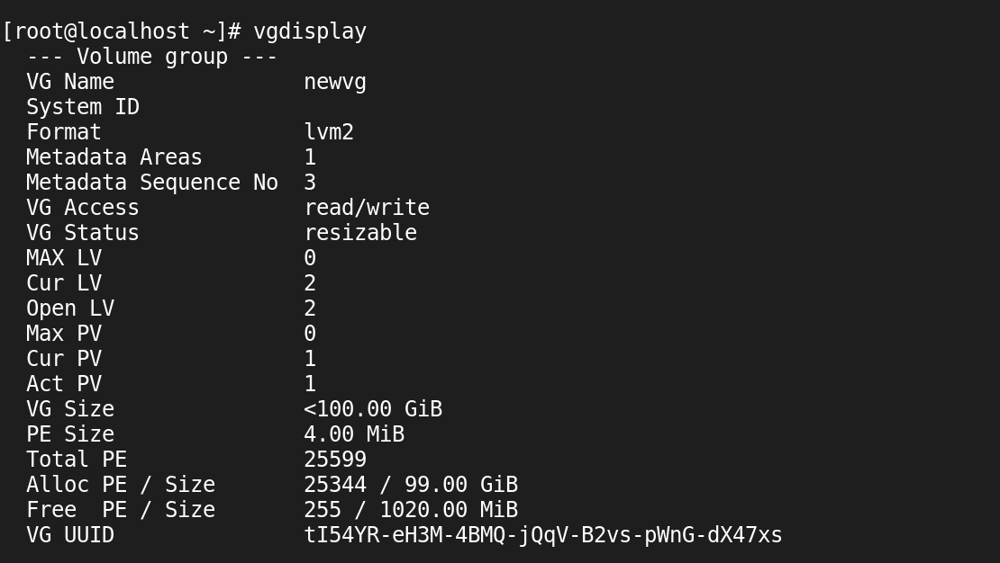 [root@localhost ~]# vgdisplay
  --- Volume group ---
  VG Name               newvg
  System ID
  Format                lvm2
  Metadata Areas        1
  Metadata Sequence No  3
  VG Access             read/write
  VG Status             resizable
  MAX LV                0
  Cur LV                2
  Open LV               2
  Max PV                0
  Cur PV                1
  Act PV                1
  VG Size               <100.00 GiB
  PE Size               4.00 MiB
  Total PE              25599
  Alloc PE / Size       25344 / 99.00 GiB
  Free  PE / Size       255 / 1020.00 MiB
  VG UUID               tI54YR-eH3M-4BMQ-jQqV-B2vs-pWnG-dX47xs